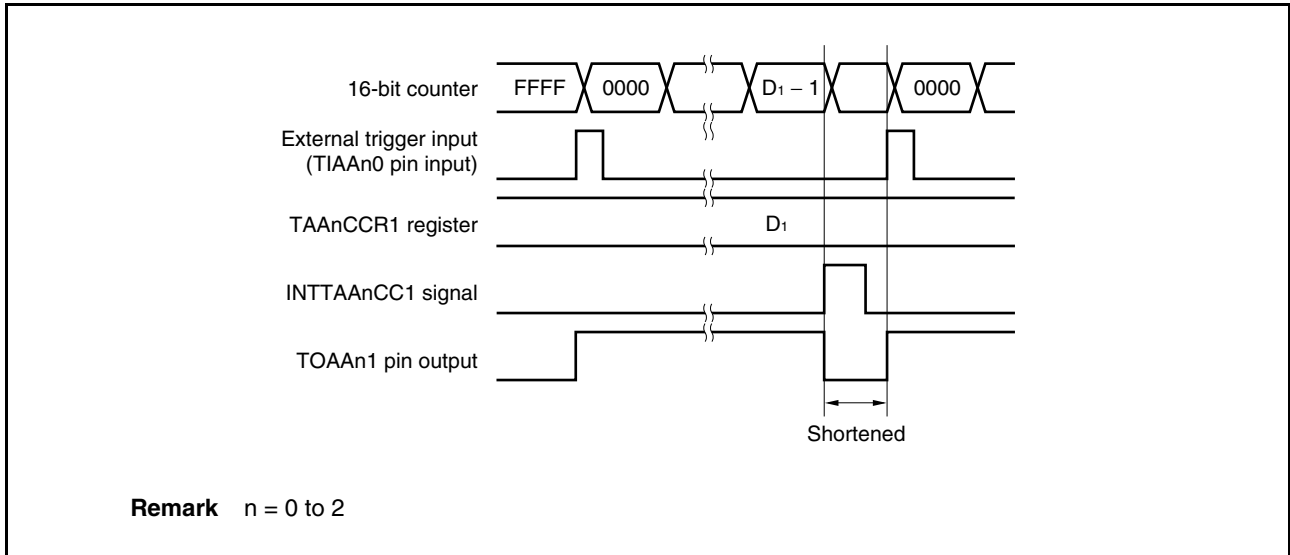 16-bit counter FFFF 0000 D₁ − 1 0000
External trigger input
(TIAAn0 pin input)
TAAnCCR1 register D₁
INTTAAnCC1 signal
TOAAn1 pin output
Shortened
Remark n = 0 to 2